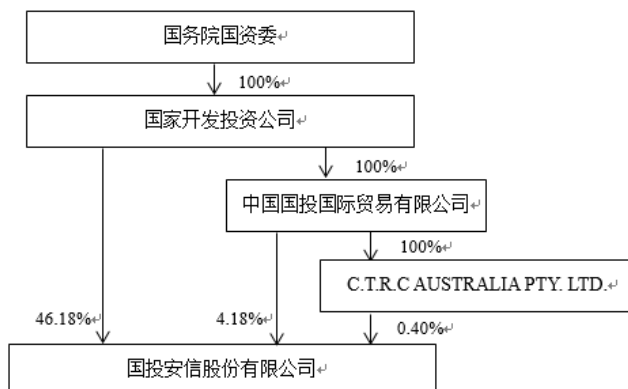 国务院国资委
100%
国家开发投资公司
100%
中国国投国际贸易有限公司
100%
C.T.R.C AUSTRALIA PTY. LTD.
46.18%
4.18%
0.40%
国投安信股份有限公司